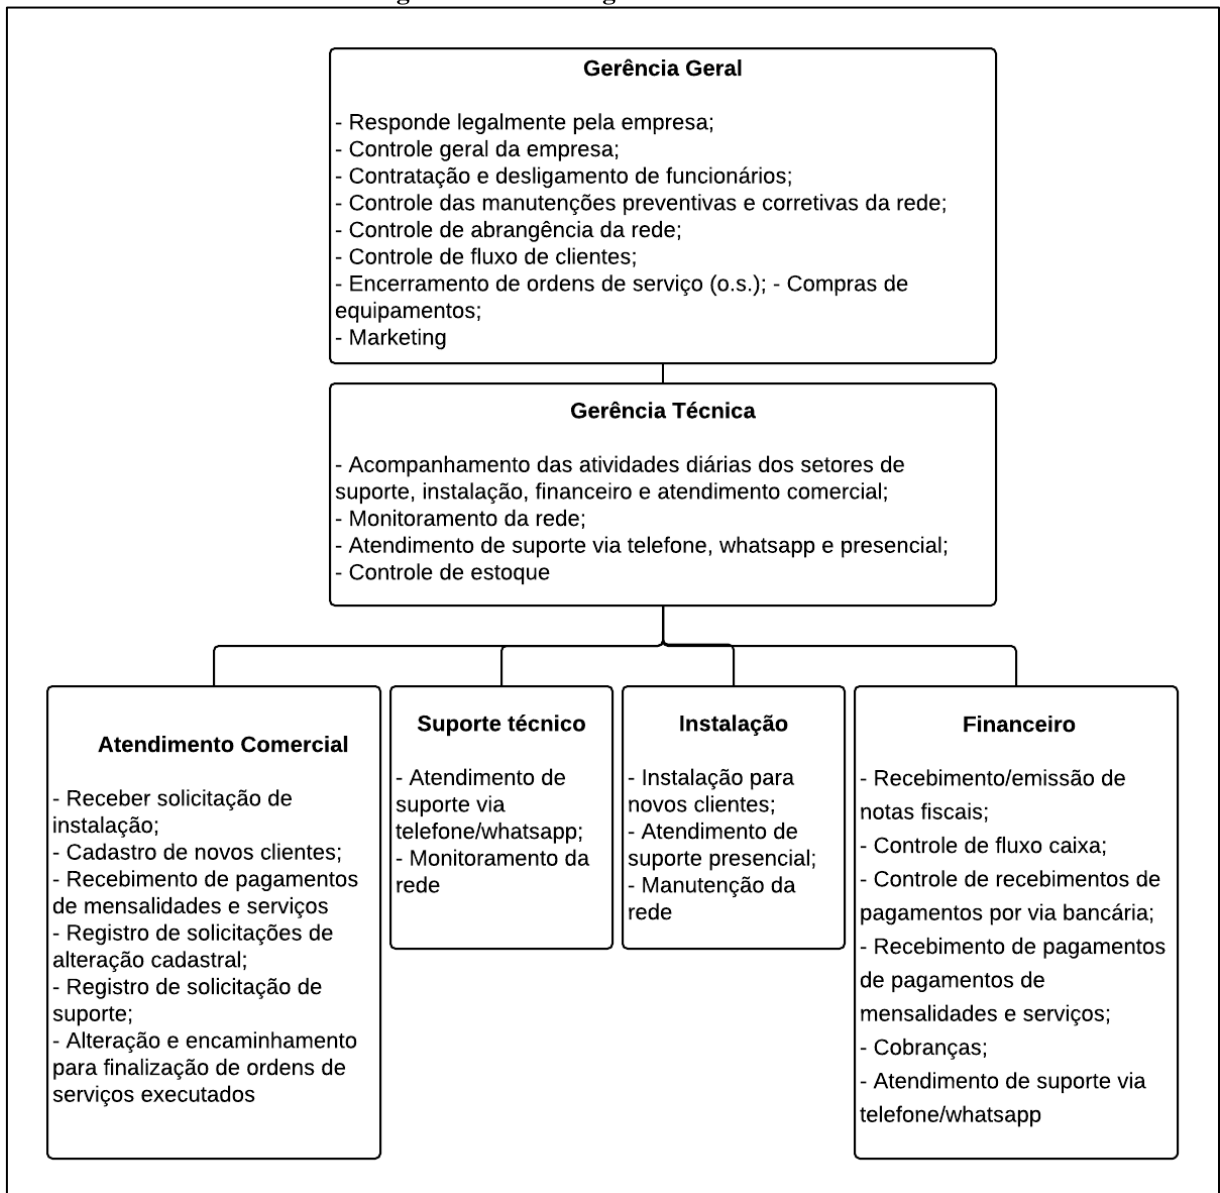 Gerência Geral
- Responde legalmente pela empresa;
- Controle geral da empresa;
- Contratação e desligamento de funcionários;
- Controle das manutenções preventivas e corretivas da rede;
- Controle de abrangência da rede;
- Controle de fluxo de clientes;
- Encerramento de ordens de serviço (o.s.); - Compras de
equipamentos;
- Marketing
Gerência Técnica
- Acompanhamento das atividades diárias dos setores de
suporte, instalação, financeiro e atendimento comercial;
- Monitoramento da rede;
- Atendimento de suporte via telefone, whatsapp e presencial;
- Controle de estoque
Atendimento Comercial
- Receber solicitação de
instalação;
- Cadastro de novos clientes;
- Recebimento de pagamentos
de mensalidades e serviços
- Registro de solicitações de
alteração cadastral;
- Registro de solicitação de
suporte;
- Alteração e encaminhamento
para finalização de ordens de
serviços executados
Suporte técnico
- Atendimento de
suporte via
telefone/whatsapp;
- Monitoramento da
rede
Instalação
- Instalação para
novos clientes;
- Atendimento de
suporte presencial;
- Manutenção da
rede
Financeiro
- Recebimento/emissão de
notas fiscais;
- Controle de fluxo caixa;
- Controle de recebimentos de
pagamentos por via bancária;
- Recebimento de pagamentos
de pagamentos de
mensalidades e serviços;
- Cobranças;
- Atendimento de suporte via
telefone/whatsapp